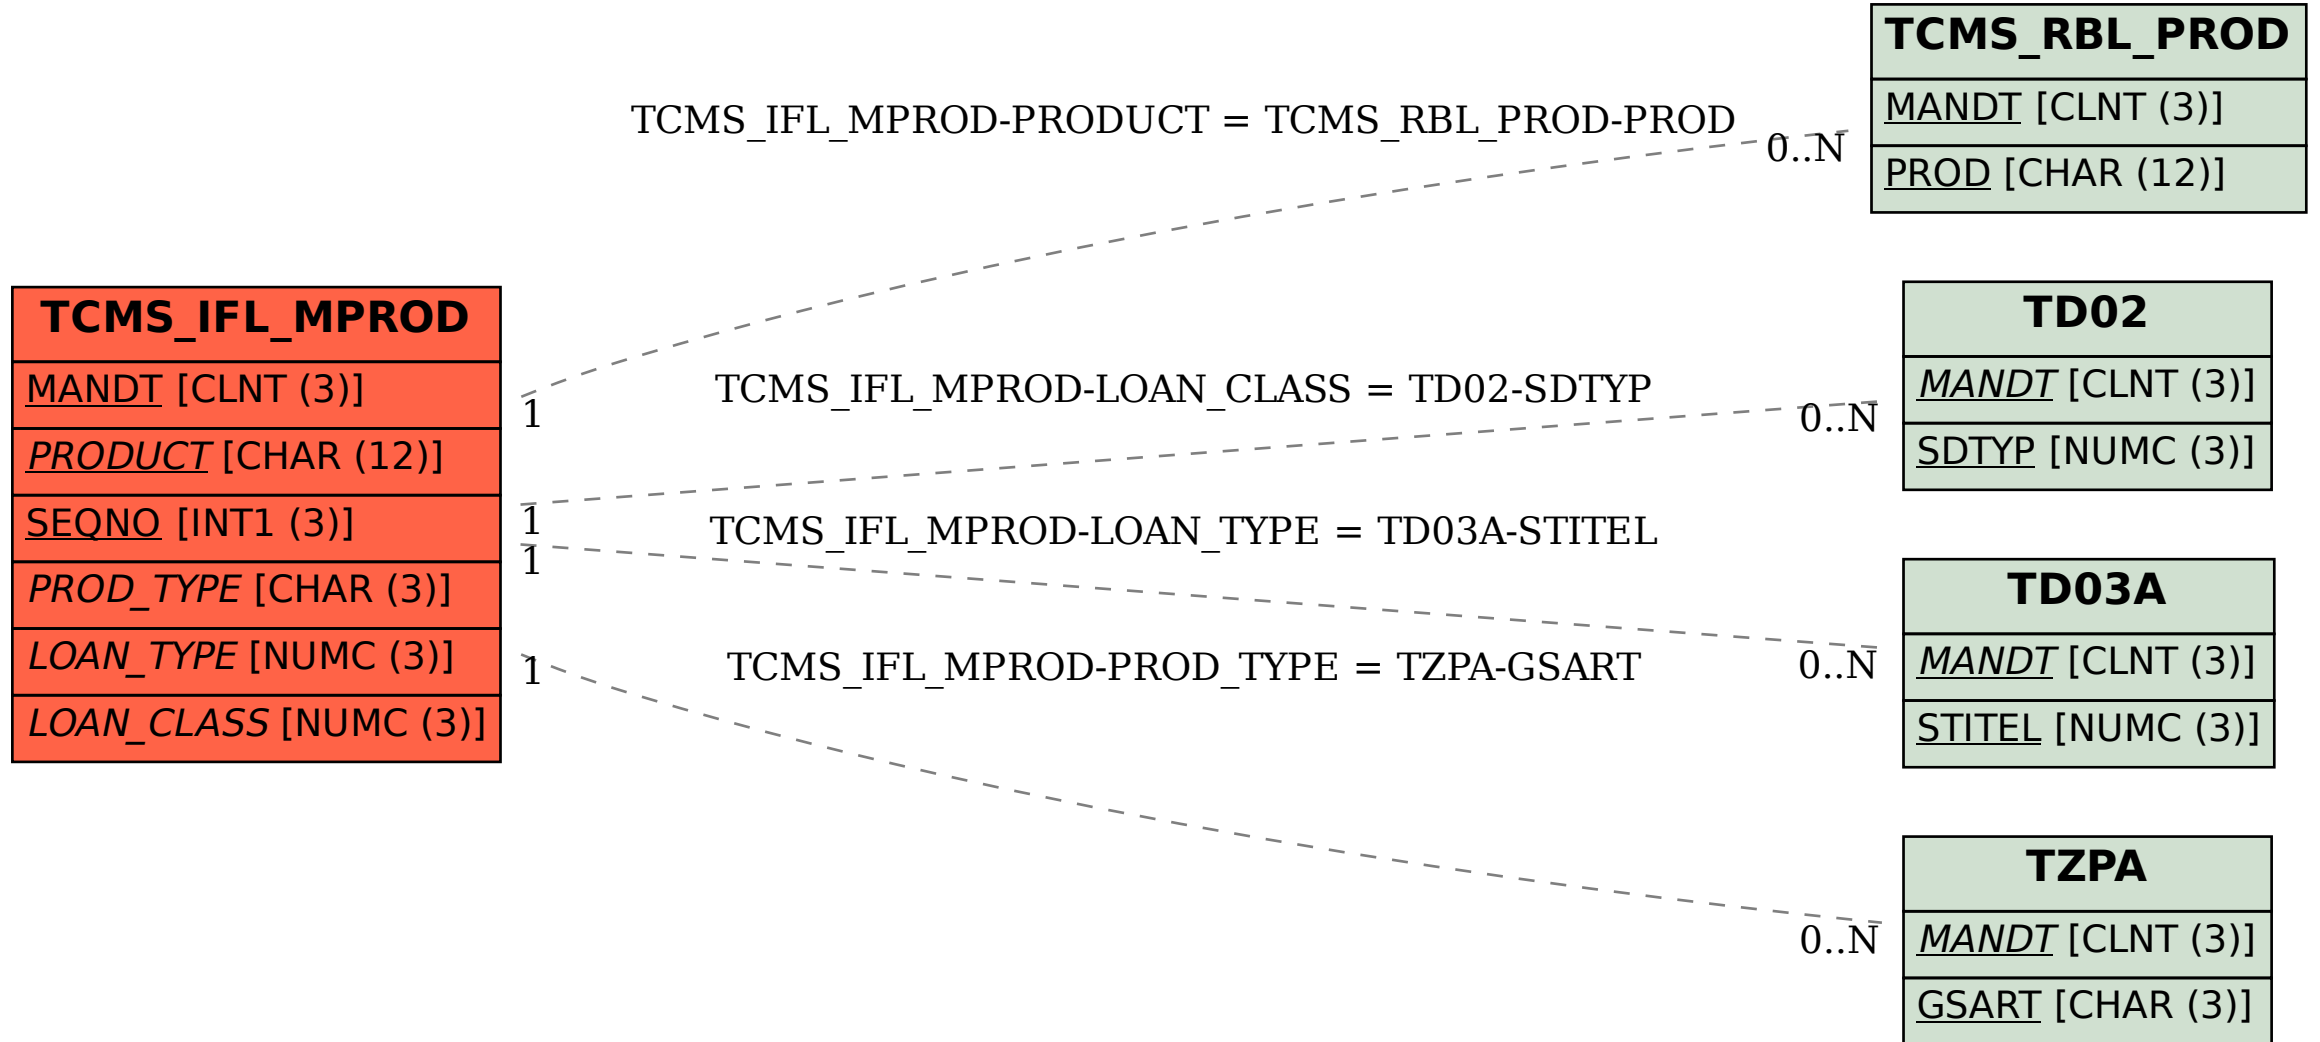 TCMS_RBL_PROD
MANDT [CLNT (3)]
PROD [CHAR (12)]
TCMS_IFL_MPROD-PRODUCT = TCMS_RBL_PROD-PROD
0..N
1
TCMS_IFL_MPROD
MANDT [CLNT (3)]
PRODUCT [CHAR (12)]
SEQNO [INT1 (3)]
PROD_TYPE [CHAR (3)]
LOAN_TYPE [NUMC (3)]
LOAN_CLASS [NUMC (3)]
TCMS_IFL_MPROD-LOAN_CLASS = TD02-SDTYP
0..N
1
TD02
MANDT [CLNT (3)]
SDTYP [NUMC (3)]
TCMS_IFL_MPROD-LOAN_TYPE = TD03A-STITEL
1
0..N
TD03A
MANDT [CLNT (3)]
STITEL [NUMC (3)]
TCMS_IFL_MPROD-PROD_TYPE = TZPA-GSART
1
0..N
TZPA
MANDT [CLNT (3)]
GSART [CHAR (3)]